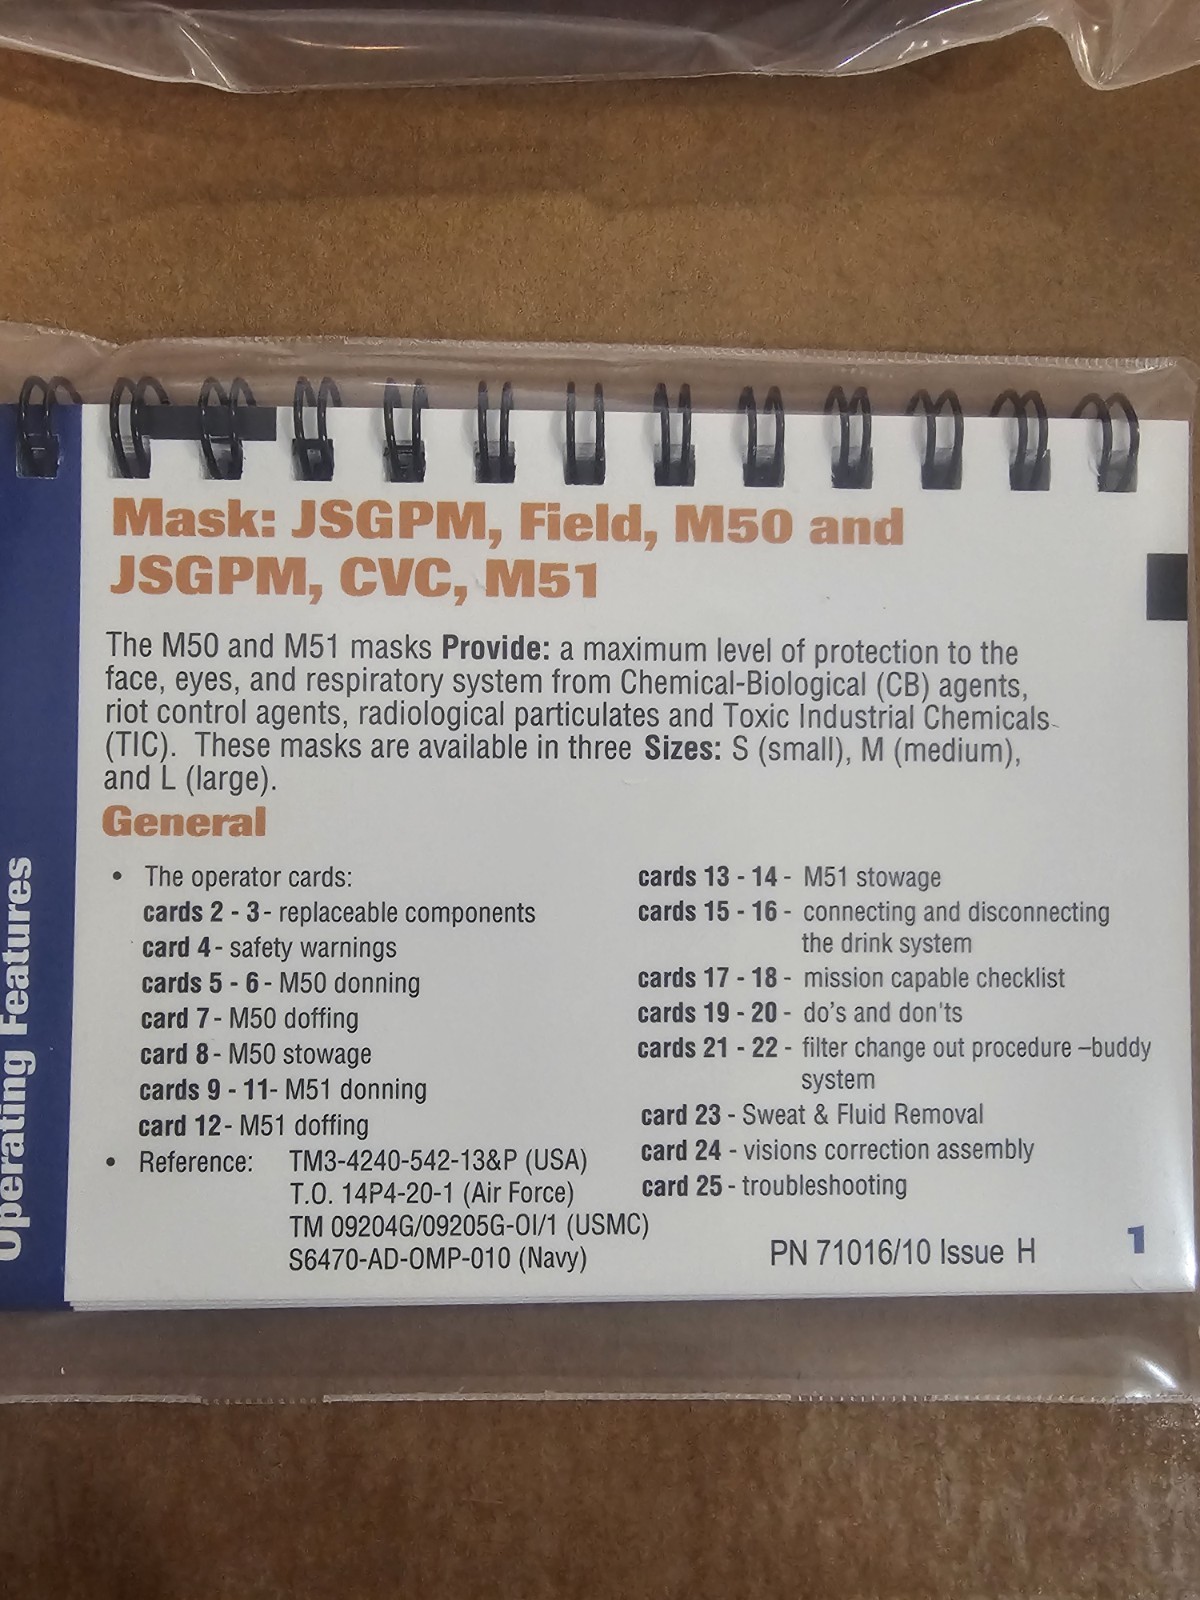 Mask: JSGPM, Field, M50 and
JSGPM, CVC, M51
The M50 and M51 masks Provide: a maximum level of protection to the
face, eyes, and respiratory system from Chemical-Biological (CB) agents,
riot control agents, radiological particulates and Toxic Industrial Chemicals
(TIC). These masks are available in three Sizes: S (small), M (medium),
and L (large).
General
• The operator cards:
cards 2 - 3 - replaceable components
card 4 - safety warnings
cards 5 - 6 - M50 donning
card 7 - M50 doffing
card 8 - M50 stowage
cards 9 - 11- M51 donning
card 12- M51 doffing
• Reference: TM3-4240-542-13&P (USA)
T.O. 14P4-20-1 (Air Force)
TM 09204G/09205G-OI/1 (USMC)
S6470-AD-OMP-010 (Navy)
cards 13 - 14 - M51 stowage
cards 15 - 16 - connecting and disconnecting
the drink system
cards 17 - 18 - mission capable checklist
cards 19 - 20 - do's and don'ts
cards 21 - 22 - filter change out procedure –buddy
system
card 23 - Sweat & Fluid Removal
card 24 - visions correction assembly
card 25 - troubleshooting
PN 71016/10 Issue H
1
Operating Features